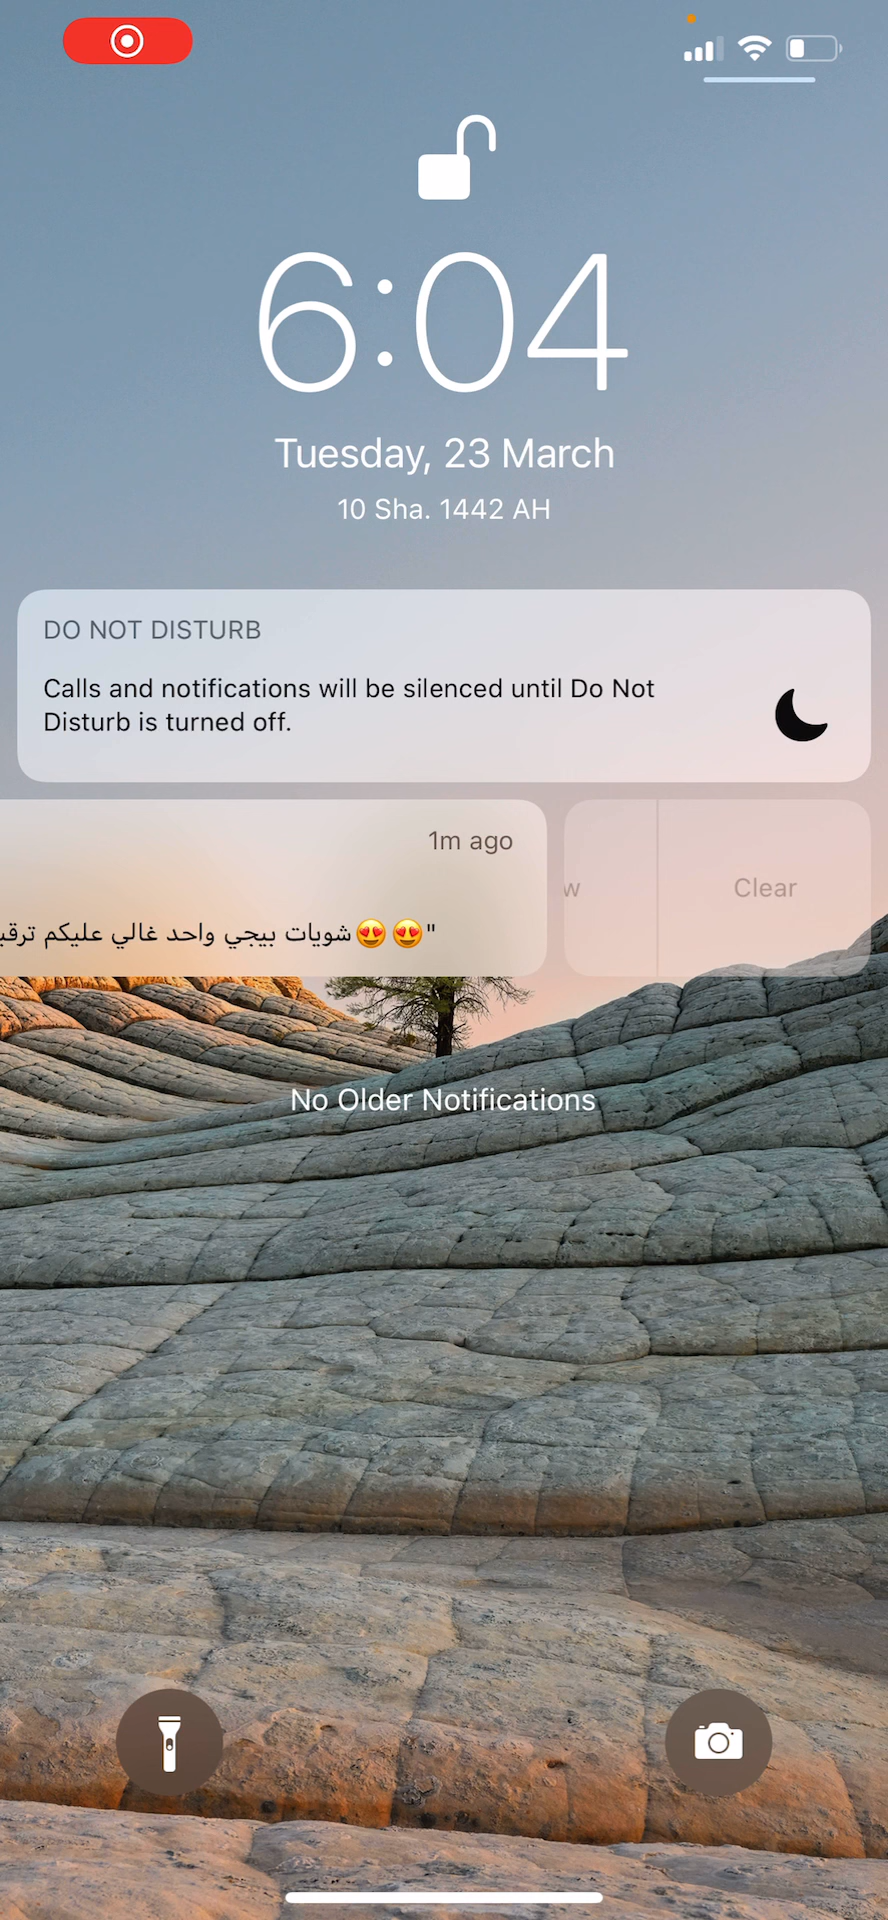 6:04
Tuesday, 23 March
10 Sha. 1442 AH
DO NOT DISTURB
Calls and notifications will be silenced until Do Not
Disturb is turned off.
1m ago
شويات بيجي واحد غالي عليكم😍😍"
Clear
No Older Notifications